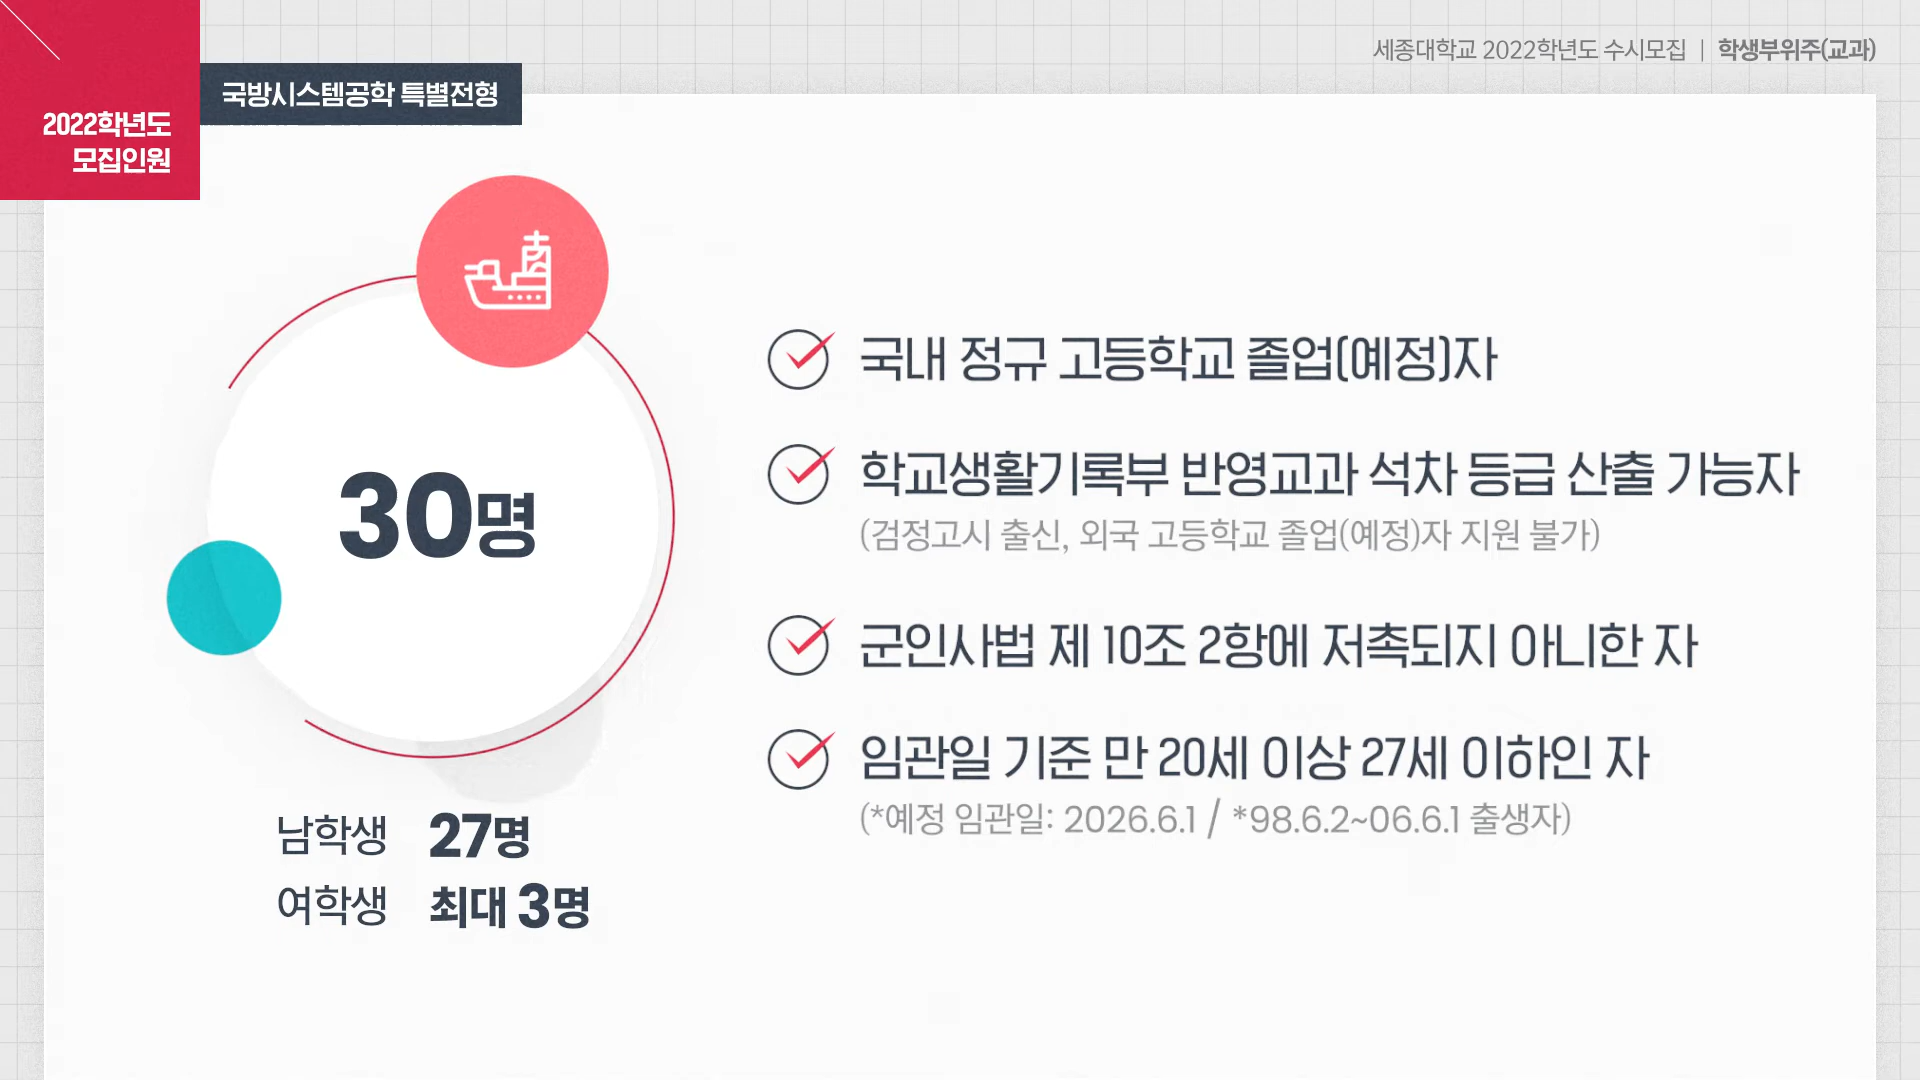 세종대학교 2022학년도 수시모집 | 학생부위주(교과)
국방시스템공학 특별전형
2022학년도
모집인원
30명
남학생 27명
여학생 최대 3명
국내 정규 고등학교 졸업(예정)자
학교생활기록부 반영교과 석차 등급 산출 가능자
(검정고시 출신, 외국 고등학교 졸업(예정)자 지원 불가)
군인사법 제 10조 2항에 저촉되지 아니한 자
임관일 기준 만 20세 이상 27세 이하인 자
(*예정 임관일: 2026.6.1 / *98.6.2~06.6.1 출생자)